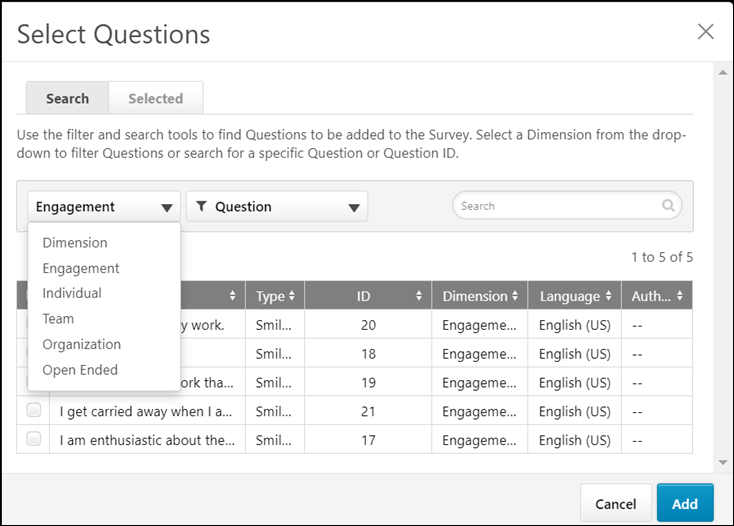 Select Questions
Search
Selected
Use the filter and search tools to find Questions to be added to the Survey. Select a Dimension from the drop-
down to filter Questions or search for a specific Question or Question ID.
Engagement
Question
Search
Dimension
Engagement
Individual
Team
Organization
Open Ended
1 to 5 of 5
Type ID Dimension Language Auth...
y work. Smil... 20 Engageme... English (US) --
Smil... 18 Engageme... English (US) --
ork tha... Smil... 19 Engageme... English (US) --
I get carried away when I a... Smil... 21 Engageme... English (US) --
I am enthusiastic about the... Smil... 17 Engageme... English (US) --
Cancel
Add